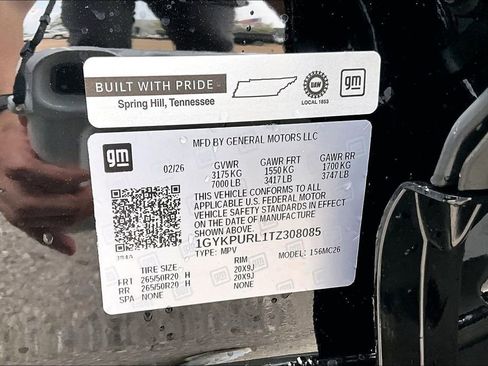 BUILT WITH PRIDE
Spring Hill, Tennessee
UAW
LOCAL 1853
gm
gm
MFD BY GENERAL MOTORS LLC
02/26 GVWR GAWR FRT GAWR RR
3175 KG 1550 KG 1700 KG
7000 LB 3417 LB 3747 LB
THIS VEHICLE CONFORMS TO ALL
APPLICABLE U.S. FEDERAL MOTOR
VEHICLE SAFETY STANDARDS IN EFFECT
ON THE DATE OF MANUFACTURE
SHOWN ABOVE.
1GYKPURL1TZ308085
TYPE: MPV MODEL: 156MC26
TIRE SIZE RIM
FRT 265/50R20 H 20X9J
RR 265/50R20 H 20X9J
SPA NONE NONE